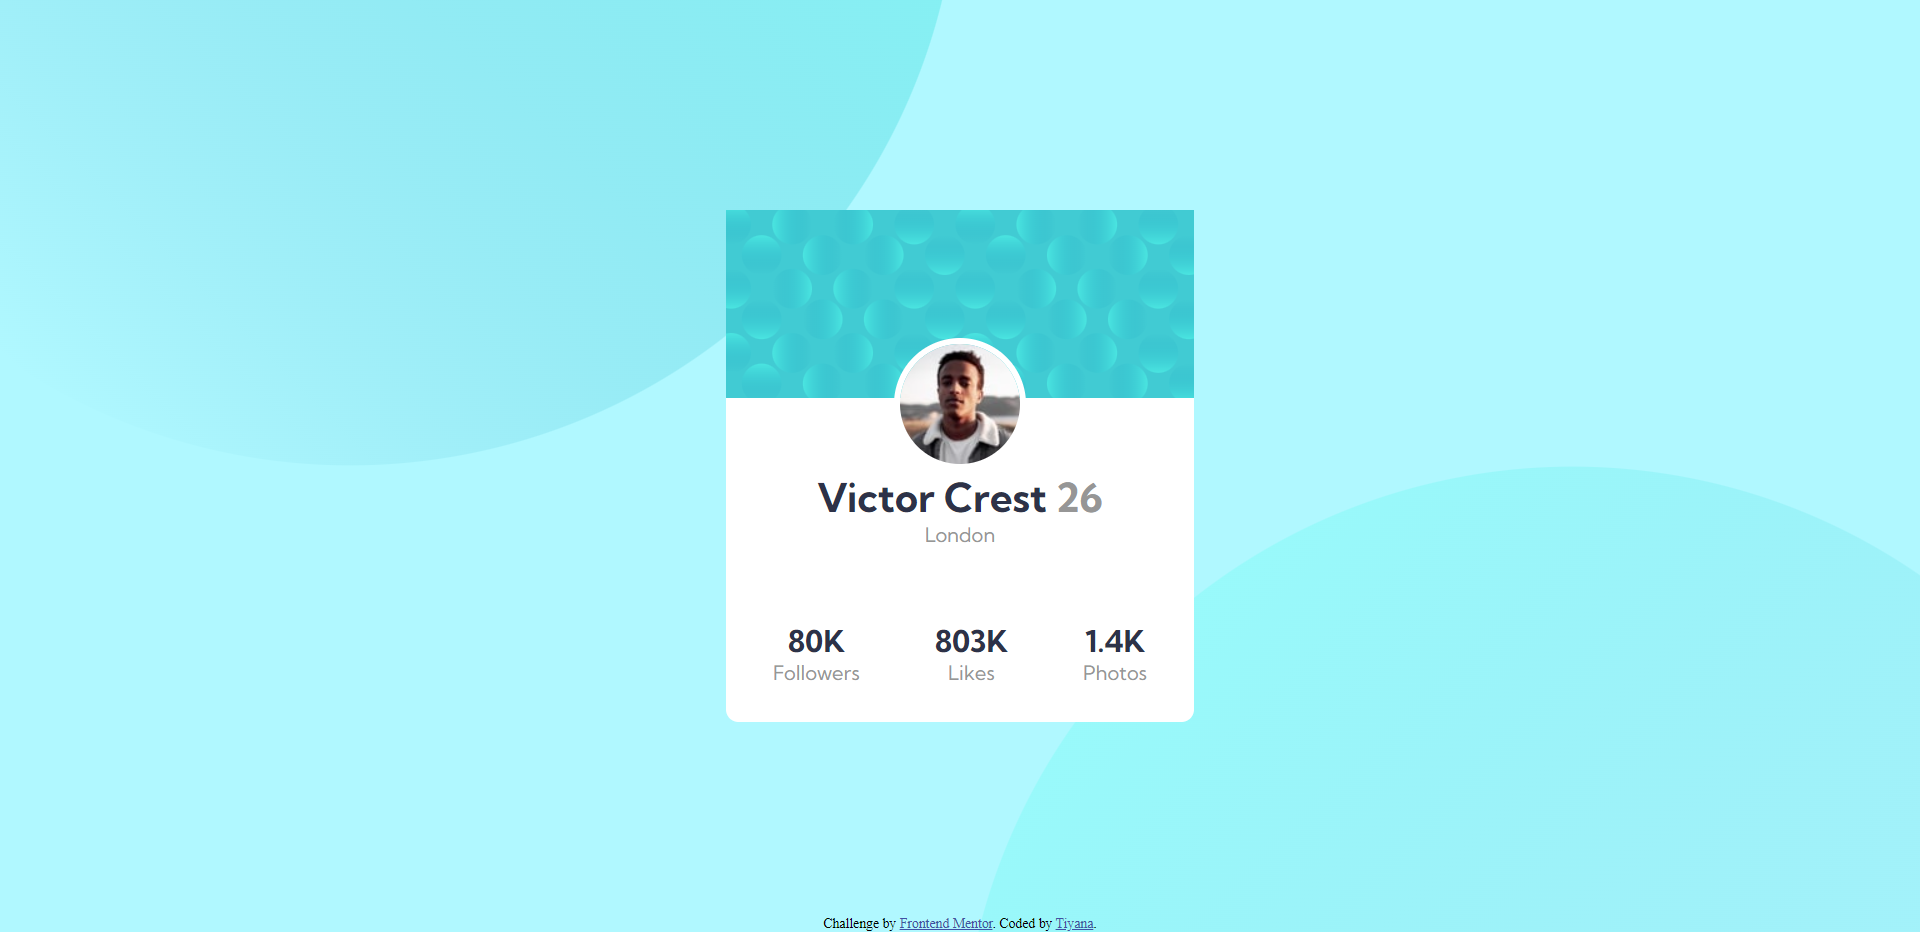 Victor Crest 26
London
80K 803K 1.4K
Followers Likes Photos
Challenge by Frontend Mentor. Coded by Tiyana.